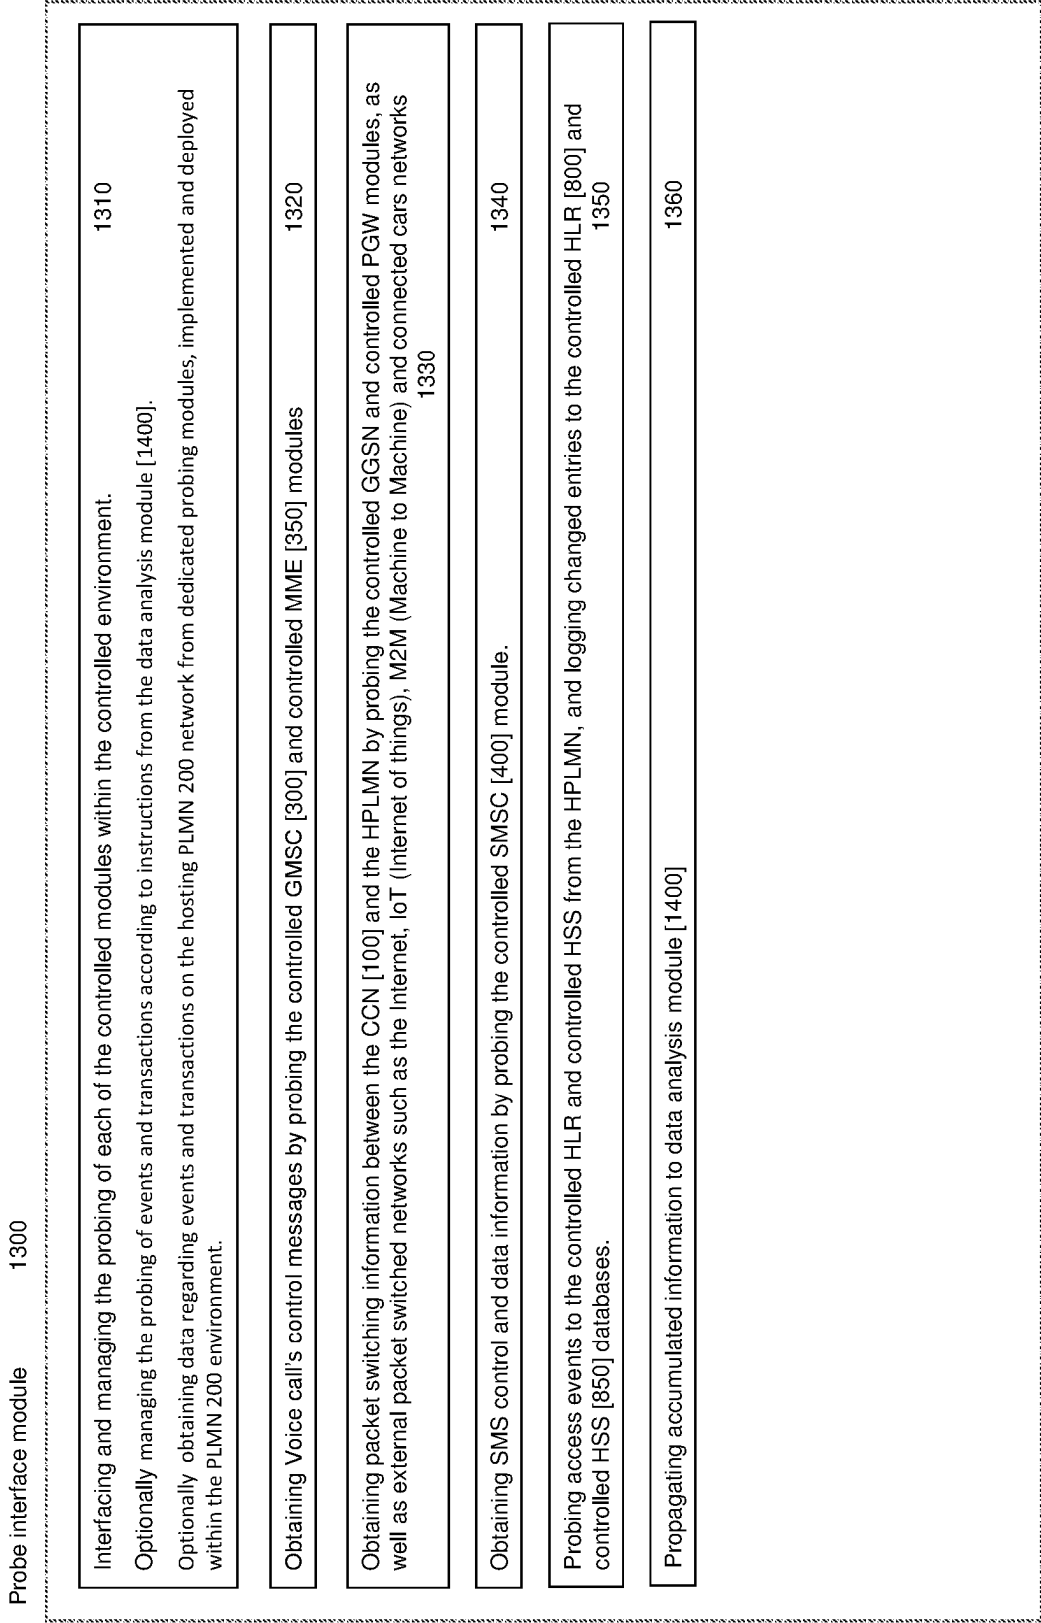 Probe interface module 1300
Interfacing and managing the probing of each of the controlled modules within the controlled environment. 1310
Optionally managing the probing of events and transactions according to instructions from the data analysis module [1400].
Optionally obtaining data regarding events and transactions on the hosting PLMN 200 network from dedicated probing modules, implemented and deployed
within the PLMN 200 environment.
Obtaining Voice call's control messages by probing the controlled GMSC [300] and controlled MME [350] modules 1320
Obtaining packet switching information between the CCN [100] and the HPLMN by probing the controlled GGSN and controlled PGW modules, as
well as external packet switched networks such as the Internet, IoT (Internet of things), M2M (Machine to Machine) and connected cars networks
1330
Obtaining SMS control and data information by probing the controlled SMSC [400] module. 1340
Probing access events to the controlled HLR and controlled HSS from the HPLMN, and logging changed entries to the controlled HLR [800] and
controlled HSS [850] databases. 1350
Propagating accumulated information to data analysis module [1400] 1360